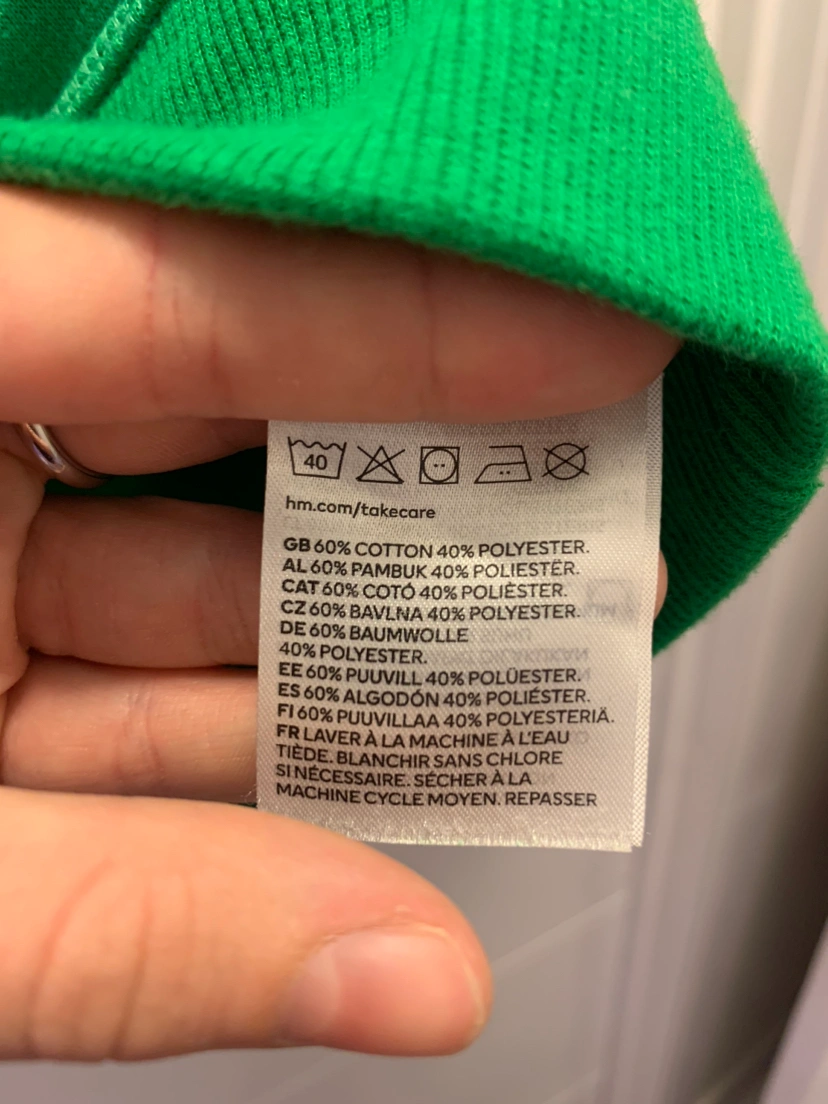 40
hm.com/takecare
GB 60% COTTON 40% POLYESTER.
AL 60% PAMBUK 40% POLIESTËR.
CAT 60% COTÓ 40% POLIÈSTER.
CZ 60% BAVLNA 40% POLYESTER.
DE 60% BAUMWOLLE
40% POLYESTER.
EE 60% PUUVILL 40% POLÜESTER.
ES 60% ALGODÓN 40% POLIÉSTER.
FI 60% PUUVILLAA 40% POLYESTERIÄ.
FR LAVER À LA MACHINE À L'EAU
TIÈDE. BLANCHIR SANS CHLORE
SI NÉCESSAIRE. SÉCHER À LA
MACHINE CYCLE MOYEN. REPASSER